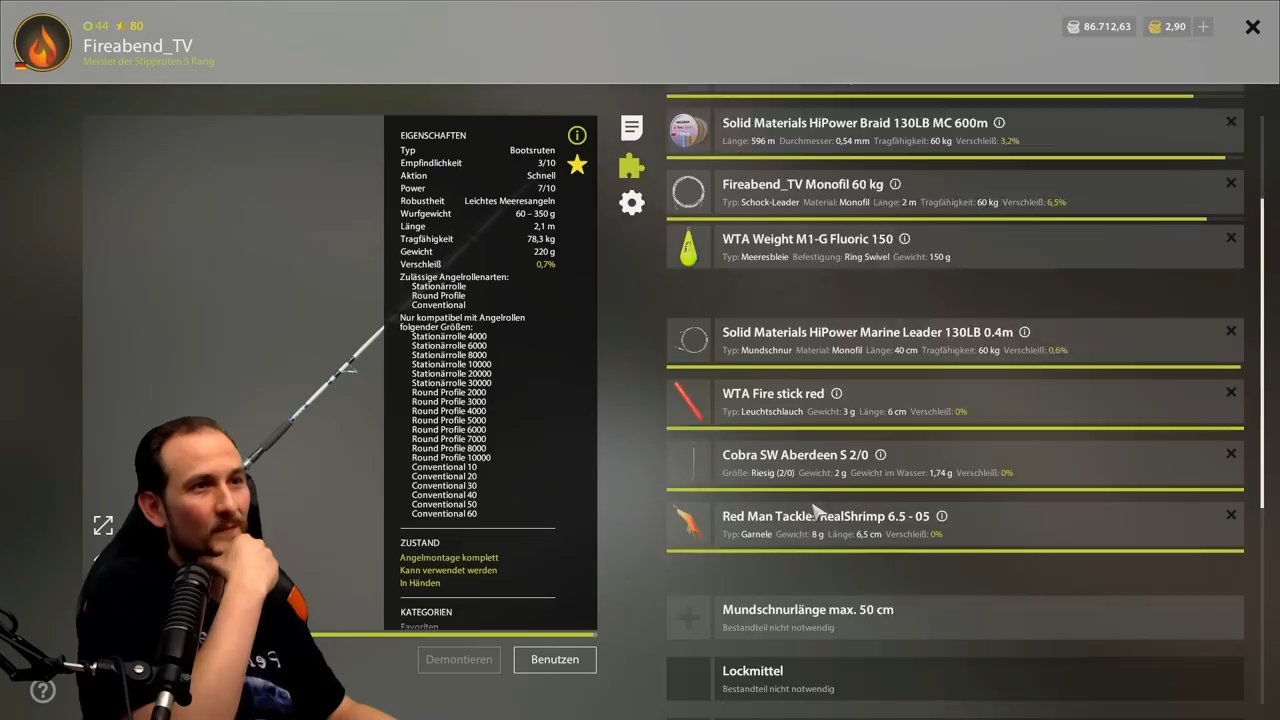 44 80
Fireabend_TV
Meister der Stippruten 5 Rang
86.712,63
2,90 +
EIGENSCHAFTEN
Typ Bootsruten
Empfindlichkeit 3/10
Aktion Schnell
Power 7/10
Robustheit Leichtes Meeresangeln
Wurfgewicht 60 – 350 g
Länge 2,1 m
Tragfähigkeit 78,3 kg
Gewicht 220 g
Verschleiß 0,7%
Zulässige Angelrollenarten:
Stationärrolle
Round Profile
Conventional
Nur kompatibel mit Angelrollen
folgender Größen:
Stationärrolle 4000
Stationärrolle 6000
Stationärrolle 8000
Stationärrolle 10000
Stationärrolle 20000
Stationärrolle 30000
Round Profile 2000
Round Profile 3000
Round Profile 4000
Round Profile 5000
Round Profile 6000
Round Profile 7000
Round Profile 8000
Round Profile 10000
Conventional 10
Conventional 20
Conventional 30
Conventional 40
Conventional 50
Conventional 60
ZUSTAND
Angelmontage komplett
Kann verwendet werden
In Händen
KATEGORIEN
Favoriten
Demontieren
Benutzen
Solid Materials HiPower Braid 130LB MC 600m
Länge: 596 m Durchmesser: 0,54 mm Tragfähigkeit: 60 kg Verschleiß: 3,2%
Fireabend_TV Monofil 60 kg
Typ: Schock-Leader Material: Monofil Länge: 2 m Tragfähigkeit: 60 kg Verschleiß: 6,5%
WTA Weight M1-G Fluoric 150
Typ: Meeresbleie Befestigung: Ring Swivel Gewicht: 150 g
Solid Materials HiPower Marine Leader 130LB 0.4m
Typ: Mundschnur Material: Monofil Länge: 40 cm Tragfähigkeit: 60 kg Verschleiß: 0,6%
WTA Fire stick red
Typ: Leuchtschlauch Gewicht: 3 g Länge: 6 cm Verschleiß: 0%
Cobra SW Aberdeen S 2/0
Größe: Riesig (2/0) Gewicht: 2 g Gewicht im Wasser: 1,74 g Verschleiß: 0%
Red Man Tackle. RealShrimp 6.5 - 05
Typ: Garnele Gewicht: 8 g Länge: 6,5 cm Verschleiß: 0%
Mundschnurlänge max. 50 cm
Bestandteil nicht notwendig
Lockmittel
Bestandteil nicht notwendig
?